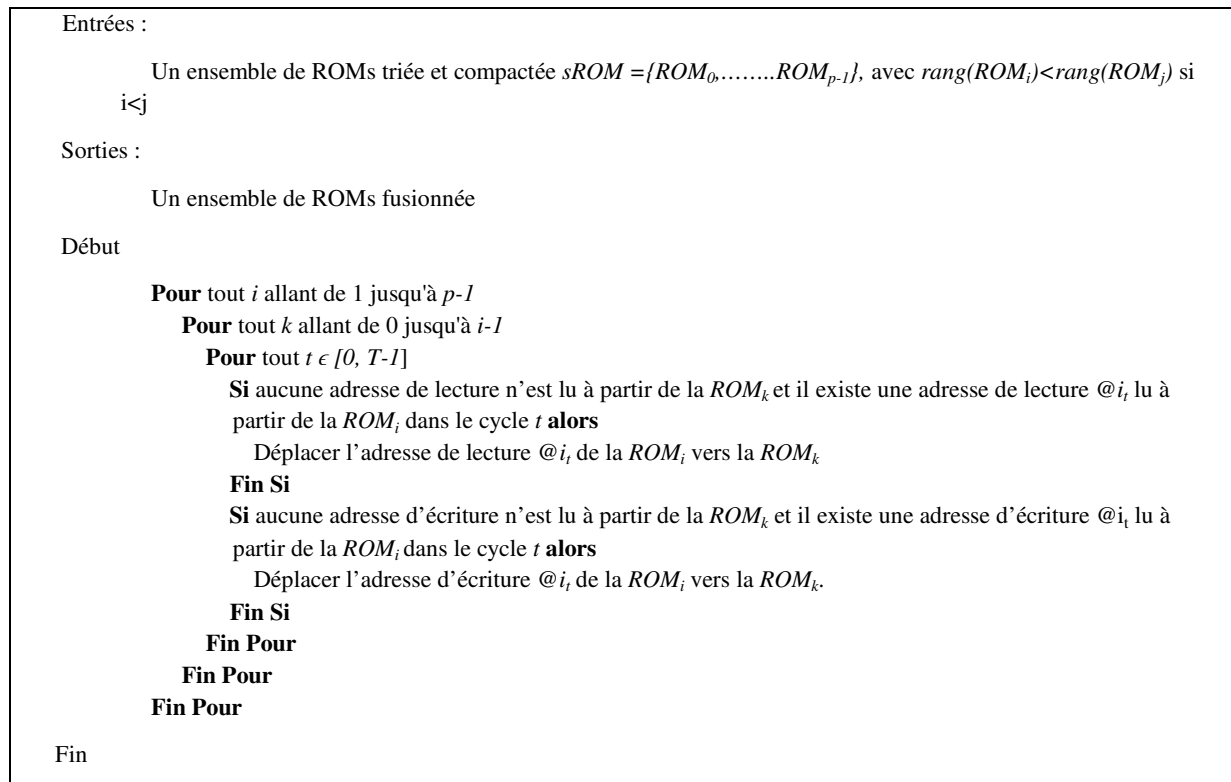 Entrées :
Un ensemble de ROMs triée et compactée sROM ={ROM0,……..ROMp-1}, avec rang(ROMi)<rang(ROMj) si
i<j
Sorties :
Un ensemble de ROMs fusionnée
Début
Pour tout i allant de 1 jusqu'à p-1
Pour tout k allant de 0 jusqu'à i-1
Pour tout t ϵ [0, T-1]
Si aucune adresse de lecture n’est lu à partir de la ROMk et il existe une adresse de lecture @it lu à
partir de la ROMi dans le cycle t alors
Déplacer l’adresse de lecture @it de la ROMi vers la ROMk
Fin Si
Si aucune adresse d’écriture n’est lu à partir de la ROMk et il existe une adresse d’écriture @it lu à
partir de la ROMi dans le cycle t alors
Déplacer l’adresse d’écriture @it de la ROMi vers la ROMk.
Fin Si
Fin Pour
Fin Pour
Fin Pour
Fin